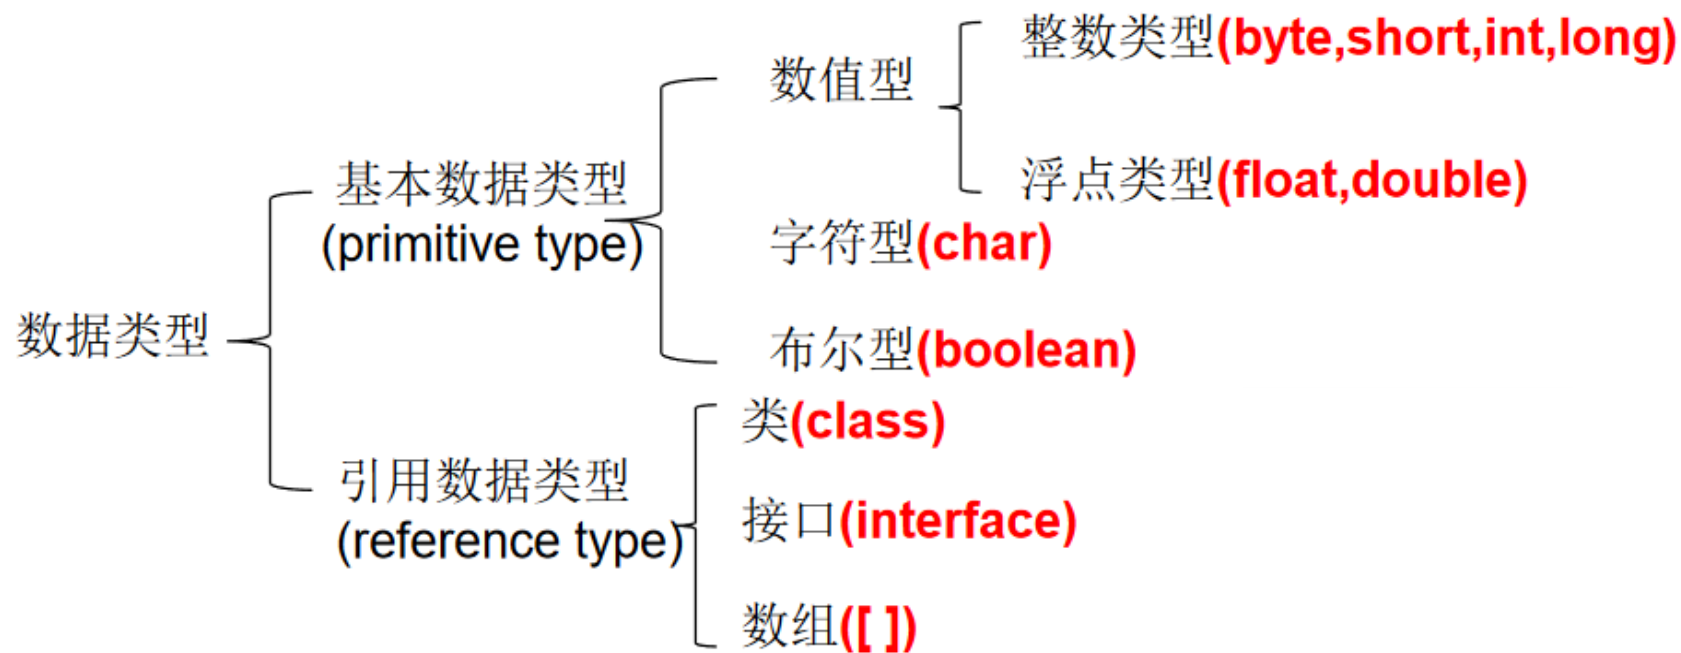 数据类型
基本数据类型
(primitive type)
数值型
整数类型(byte,short,int,long)
浮点类型(float,double)
字符型(char)
布尔型(boolean)
引用数据类型
(reference type)
类(class)
接口(interface)
数组([ ])